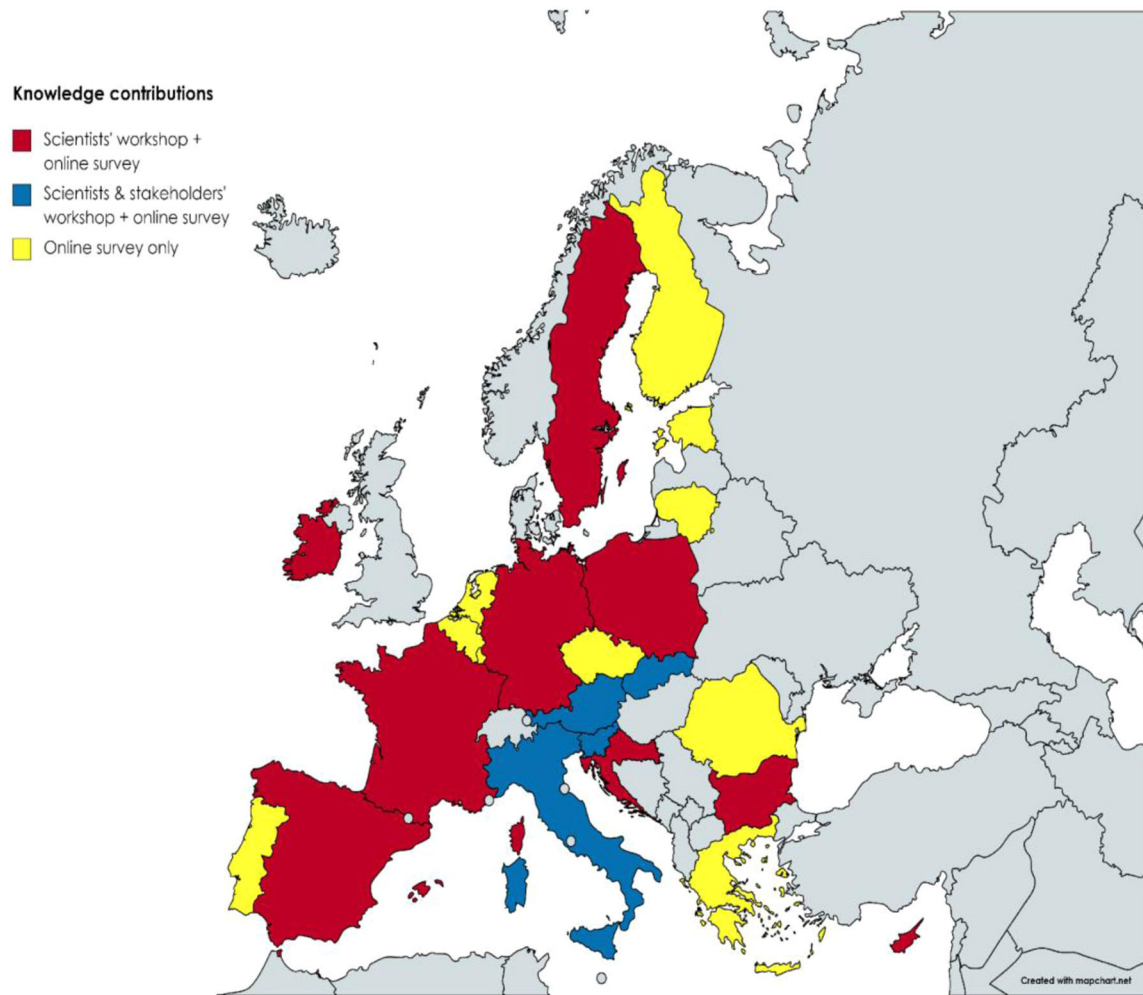 Knowledge contributions
Scientists' workshop +
online survey
Scientists & stakeholders'
workshop + online survey
Online survey only
Created with mapchart.net